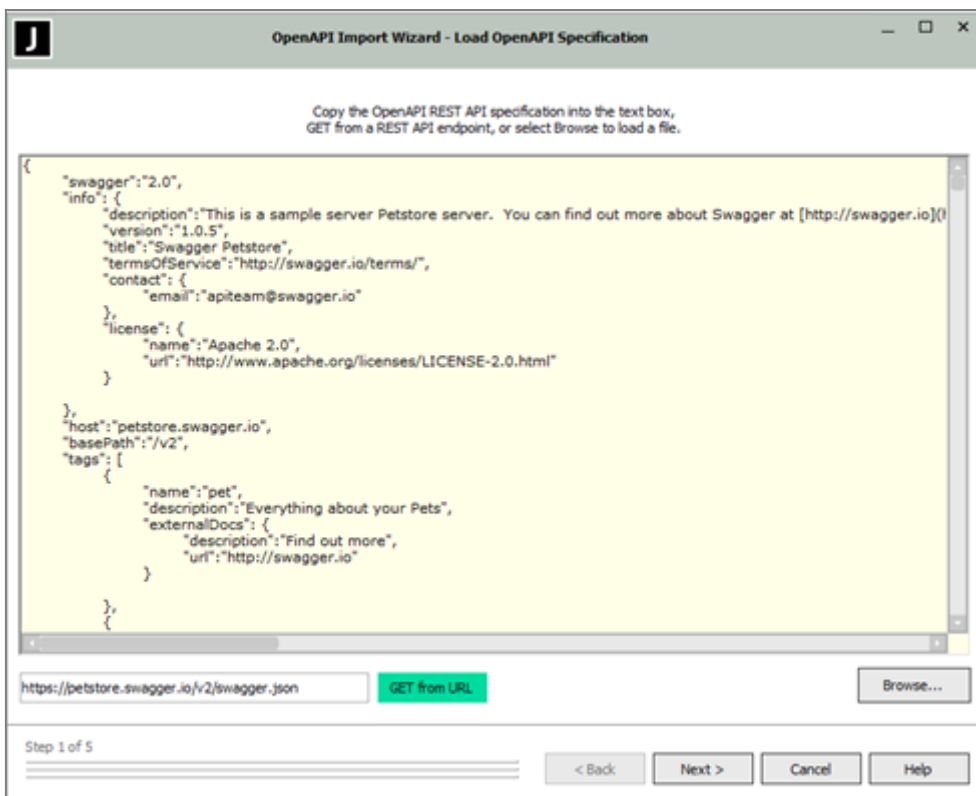 J
OpenAPI Import Wizard - Load OpenAPI Specification
Copy the OpenAPI REST API specification into the text box,
GET from a REST API endpoint, or select Browse to load a file.
{
"swagger":"2.0",
"info": {
"description":"This is a sample server Petstore server.  You can find out more about Swagger at [http://swagger.io](
"version":"1.0.5",
"title":"Swagger Petstore",
"termsOfService":"http://swagger.io/terms/",
"contact": {
"email":"apiteam@swagger.io"
},
"license": {
"name":"Apache 2.0",
"url":"http://www.apache.org/licenses/LICENSE-2.0.html"
}
},
"host":"petstore.swagger.io",
"basePath":"/v2",
"tags": [
{
"name":"pet",
"description":"Everything about your Pets",
"externalDocs": {
"description":"Find out more",
"url":"http://swagger.io"
}
},
{
https://petstore.swagger.io/v2/swagger.json
GET from URL
Browse...
Step 1 of 5
< Back
Next >
Cancel
Help